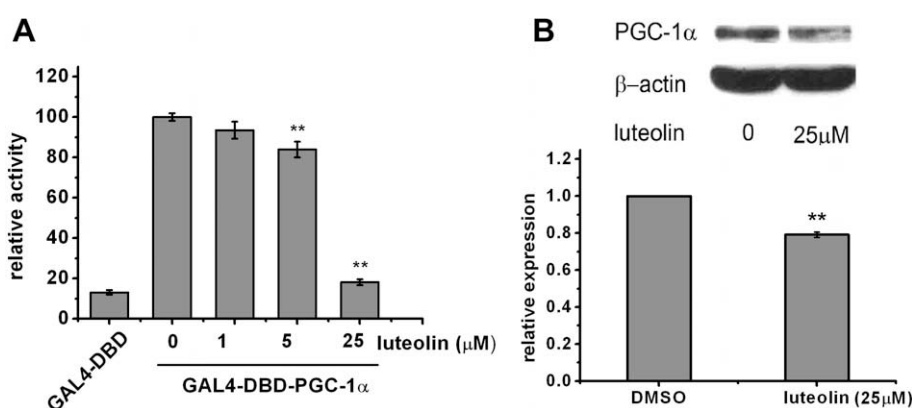 A
relative activity
120
100
80
60
40
20
0
**
**
GAL4-DBD
0 1 5 25 luteolin (μM)
GAL4-DBD-PGC-1α
B
PGC-1α
β–actin
luteolin 0 25μM
relative expression
1.2
1.0
0.8
0.6
0.4
0.2
0.0
**
DMSO luteolin (25μM)